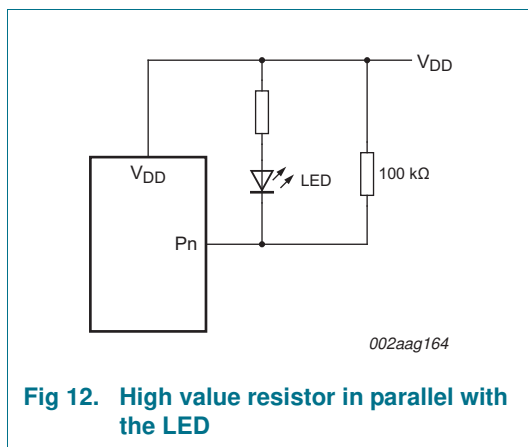 VDD
VDD
LED
100 kΩ
Pn
002aag164
Fig 12. High value resistor in parallel with
the LED